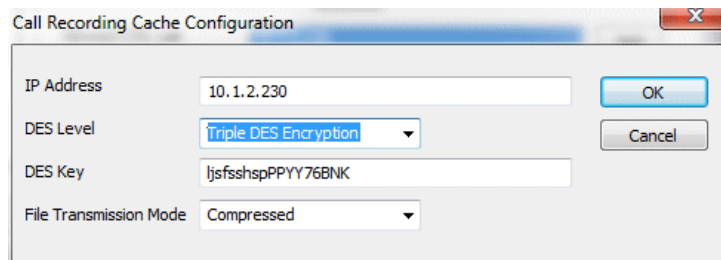 Call Recording Cache Configuration
IP Address 10.1.2.230 OK
DES Level Triple DES Encryption Cancel
DES Key ljsfsshspPPYY76BNK
File Transmission Mode Compressed